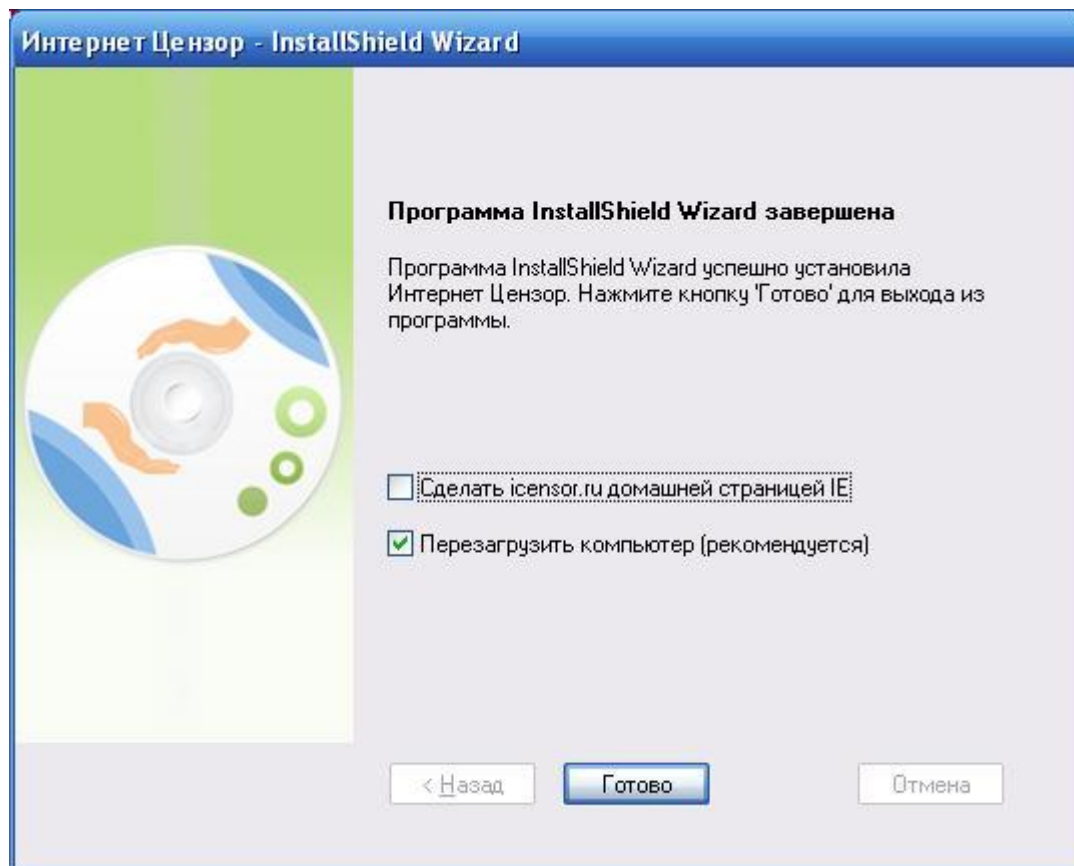 Интернет Цензор - InstallShield Wizard
Программа InstallShield Wizard завершена
Программа InstallShield Wizard успешно установила
Интернет Цензор. Нажмите кнопку 'Готово' для выхода из
программы.
Сделать icensor.ru домашней страницей IE
Перезагрузить компьютер (рекомендуется)
< Назад
Готово
Отмена